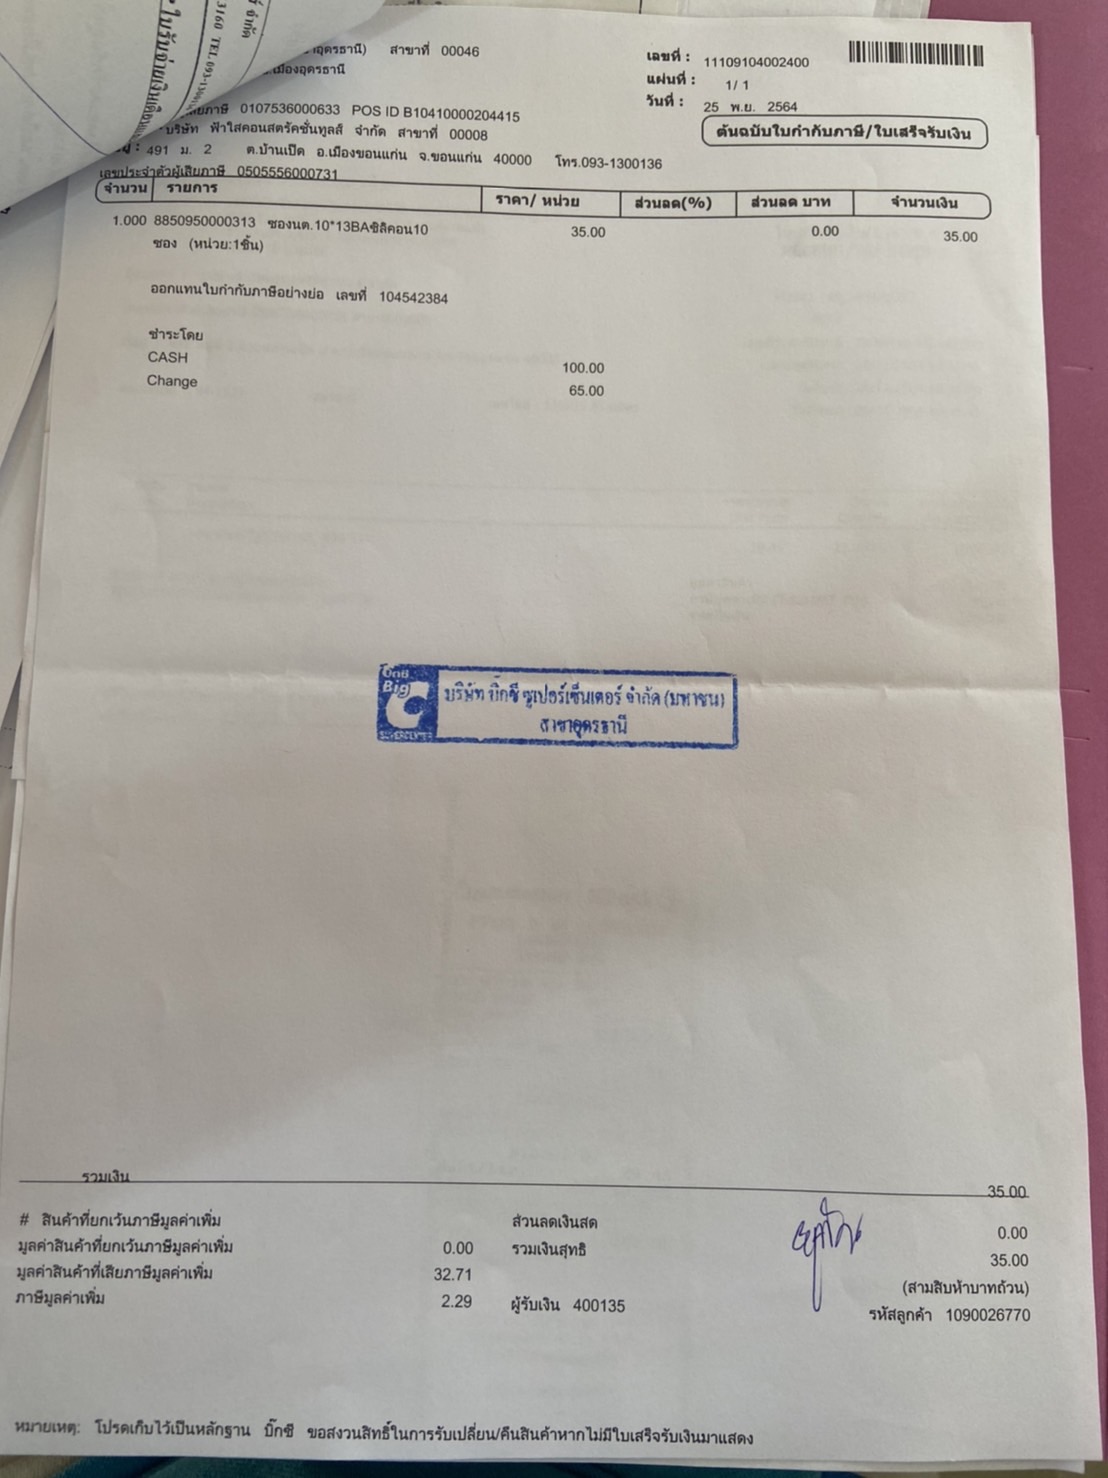 อุดรธานี) สาขาที่ 00046
เลขที่ : 11109104002400
.เมืองอุดรธานี
แผ่นที่ : 1/ 1
วันที่ : 25 พ.ย. 2564
เสียภาษี 0107536000633 POS ID B10410000204415
ต้นฉบับใบกำกับภาษี/ใบเสร็จรับเงิน
บริษัท ฟ้าใสคอนสตรัคชั่นทูลส์ จำกัด สาขาที่ 00008
: 491 ม. 2 ต.บ้านเป็ด อ.เมืองขอนแก่น จ.ขอนแก่น 40000 โทร.093-1300136
เลขประจำตัวผู้เสียภาษี 0505556000731
จำนวน รายการ ราคา/ หน่วย ส่วนลด(%) ส่วนลด บาท จำนวนเงิน
1.000 8850950000313 ซองนต.10*13BAซิลิคอน10 35.00 0.00 35.00
ซอง (หน่วย:1ชิ้น)
ออกแทนใบกำกับภาษีอย่างย่อ เลขที่ 104542384
ชำระโดย
CASH 100.00
Change 65.00
บิ๊กซี
Big C
SUPERCENTER
บริษัท บิ๊กซี ซูเปอร์เซ็นเตอร์ จำกัด (มหาชน)
สาขาอุดรธานี
รวมเงิน 35.00
# สินค้าที่ยกเว้นภาษีมูลค่าเพิ่ม ส่วนลดเงินสด 0.00
มูลค่าสินค้าที่ยกเว้นภาษีมูลค่าเพิ่ม 0.00 รวมเงินสุทธิ 35.00
มูลค่าสินค้าที่เสียภาษีมูลค่าเพิ่ม 32.71 (สามสิบห้าบาทถ้วน)
ภาษีมูลค่าเพิ่ม 2.29 ผู้รับเงิน 400135 รหัสลูกค้า 1090026770
หมายเหตุ: โปรดเก็บไว้เป็นหลักฐาน บิ๊กซี ขอสงวนสิทธิ์ในการรับเปลี่ยน/คืนสินค้าหากไม่มีใบเสร็จรับเงินมาแสดง